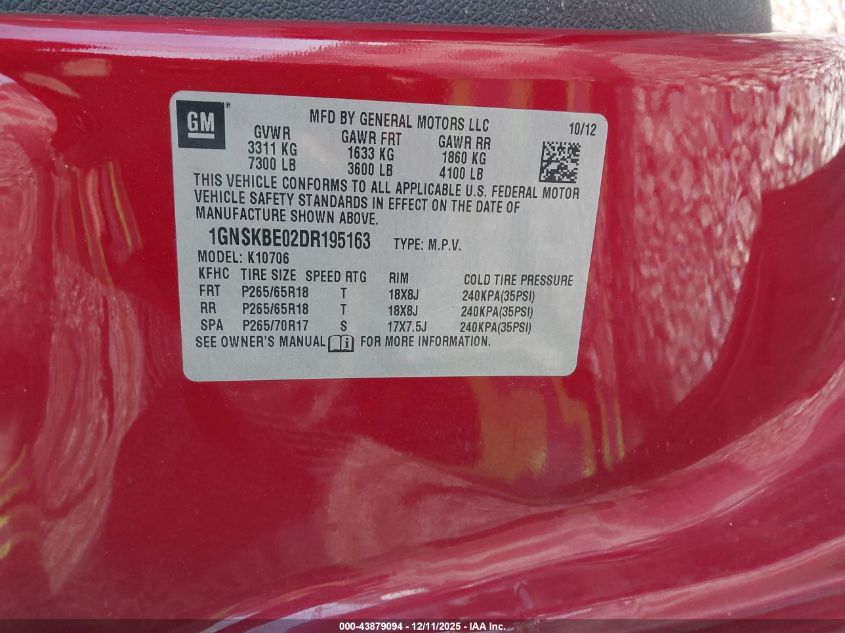 GM®
MFD BY GENERAL MOTORS LLC 10/12
GVWR GAWR FRT GAWR RR
3311 KG 1633 KG 1860 KG
7300 LB 3600 LB 4100 LB
THIS VEHICLE CONFORMS TO ALL APPLICABLE U.S. FEDERAL MOTOR
VEHICLE SAFETY STANDARDS IN EFFECT ON THE DATE OF
MANUFACTURE SHOWN ABOVE.
1GNSKBE02DR195163 TYPE: M.P.V.
MODEL: K10706
KFHC TIRE SIZE SPEED RTG RIM COLD TIRE PRESSURE
FRT P265/65R18 T 18X8J 240KPA(35PSI)
RR P265/65R18 T 18X8J 240KPA(35PSI)
SPA P265/70R17 S 17X7.5J 240KPA(35PSI)
SEE OWNER'S MANUAL i FOR MORE INFORMATION.
000-43879094 - 12/11/2025 - IAA Inc.